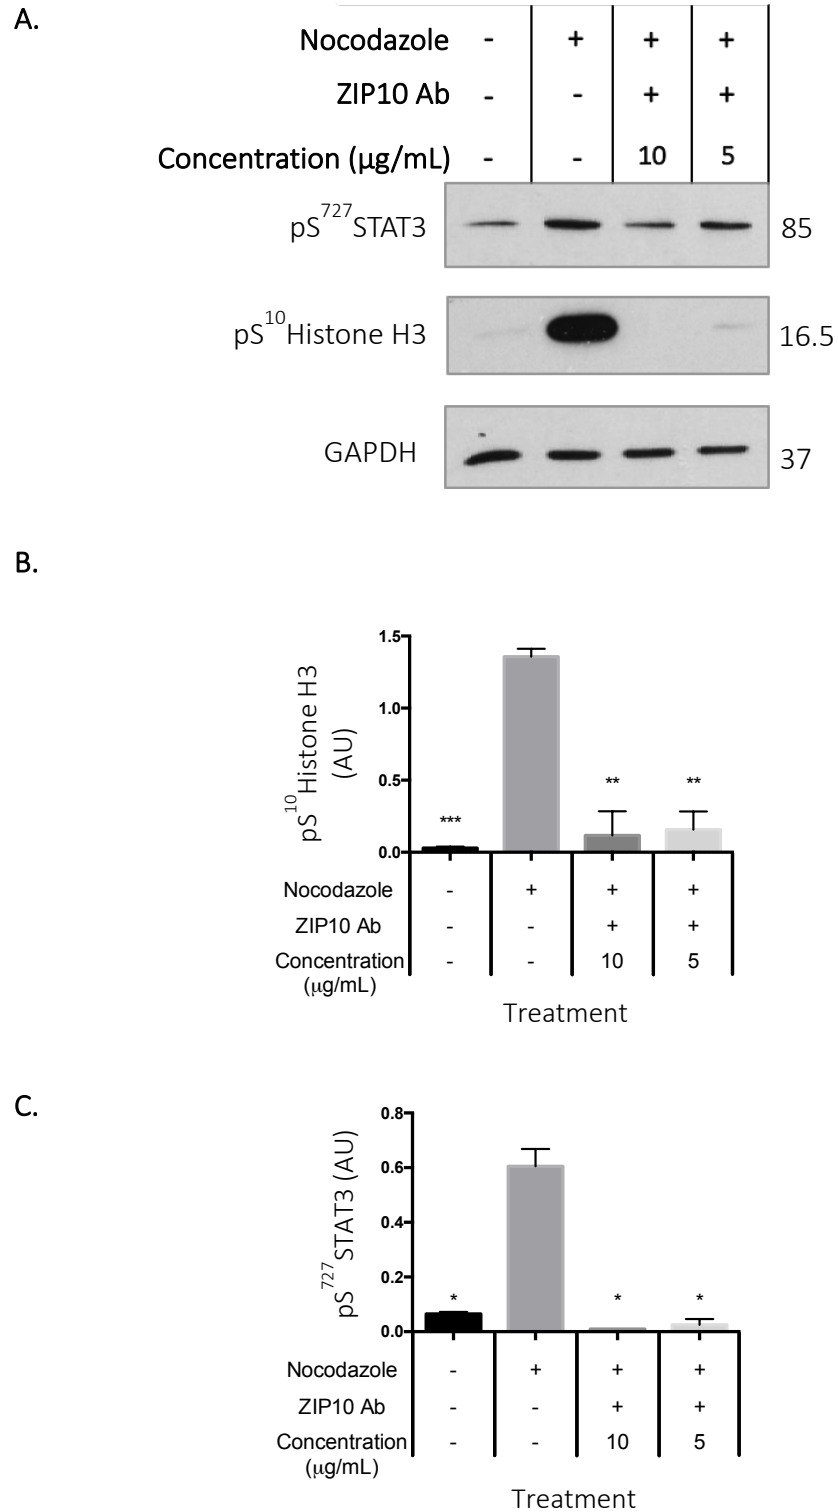 A.
Nocodazole - + + +
ZIP10 Ab - - + +
Concentration (µg/mL) - - 10 5
pS727STAT3 85
pS10Histone H3 16.5
GAPDH 37
B.
pS10Histone H3
(AU)
1.5
1.0
0.5
0.0
*** ** **
Nocodazole - + + +
ZIP10 Ab - - + +
Concentration - - 10 5
(µg/mL)
Treatment
C.
pS727STAT3 (AU)
0.8
0.6
0.4
0.2
0.0
* * *
Nocodazole - + + +
ZIP10 Ab - - + +
Concentration - - 10 5
(µg/mL)
Treatment